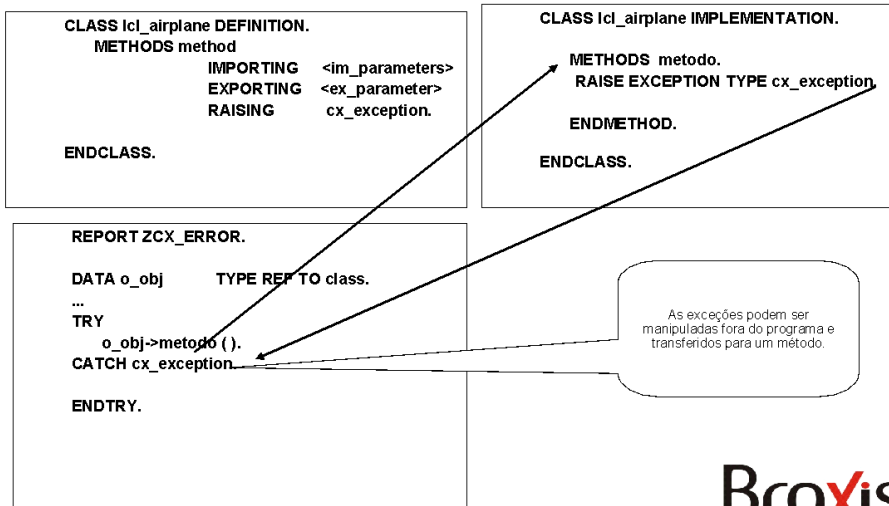 CLASS lcl_airplane DEFINITION.
METHODS method
IMPORTING <im_parameters>
EXPORTING <ex_parameter>
RAISING cx_exception.
ENDCLASS.
CLASS lcl_airplane IMPLEMENTATION.
METHODS metodo.
RAISE EXCEPTION TYPE cx_exception.
ENDMETHOD.
ENDCLASS.
REPORT ZCX_ERROR.
DATA o_obj TYPE REF TO class.
...
TRY
o_obj->metodo ( ).
CATCH cx_exception.
ENDTRY.
As exceções podem ser
manipuladas fora do programa e
transferidos para um método.
Broxis